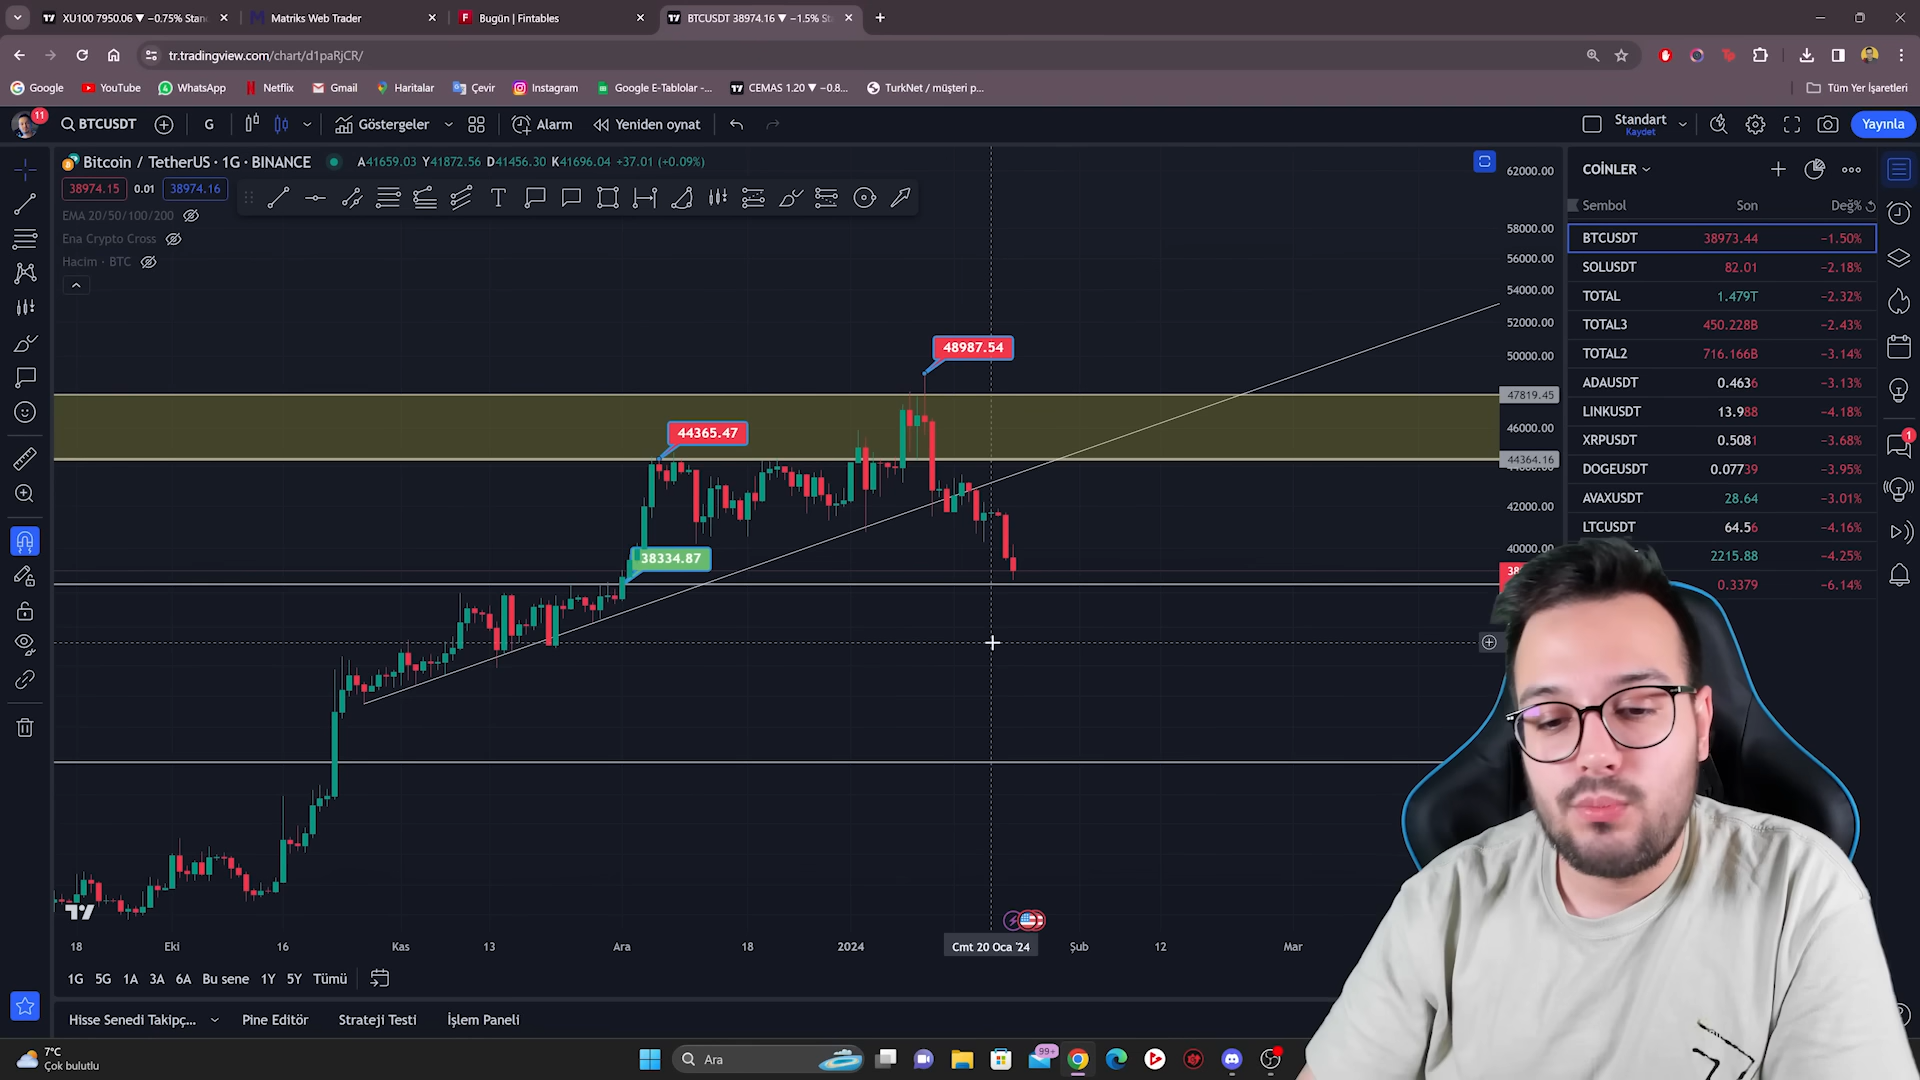 XU100 7950.06 ▼ −0.75% Stan
Matriks Web Trader
Bugün | Fintables
BTCUSDT 38974.16 ▼ −1.5% St
tr.tradingview.com/chart/d1paRjCR/
Google
YouTube
WhatsApp
Netflix
Gmail
Haritalar
Çevir
Instagram
Google E-Tablolar -...
CEMAS 1.20 ▼ −0.8...
TurkNet / müşteri p...
Tüm Yer İşaretleri
11
BTCUSDT
G
Göstergeler
Alarm
Yeniden oynat
Standart
Kaydet
Yayınla
Bitcoin / TetherUS · 1G · BINANCE
A41659.03 Y41872.56 D41456.30 K41696.04 +37.01 (+0.09%)
38974.15
0.01
38974.16
EMA 20/50/100/200
Ena Crypto Cross
Hacim · BTC
48987.54
44365.47
38334.87
62000.00
58000.00
56000.00
54000.00
52000.00
50000.00
47819.45
46000.00
44364.16
44000.00
42000.00
40000.00
COİNLER
Sembol Son Değ%
BTCUSDT 38973.44 −1.50%
SOLUSDT 82.01 −2.18%
TOTAL 1.479T −2.32%
TOTAL3 450.228B −2.43%
TOTAL2 716.166B −3.14%
ADAUSDT 0.4636 −3.13%
LINKUSDT 13.988 −4.18%
XRPUSDT 0.5081 −3.68%
DOGEUSDT 0.07739 −3.95%
AVAXUSDT 28.64 −3.01%
LTCUSDT 64.56 −4.16%
2215.88 −4.25%
0.3379 −6.14%
1
18
Eki
16
Kas
13
Ara
18
2024
Cmt 20 Oca '24
Şub
12
Mar
1G 5G 1A 3A 6A Bu sene 1Y 5Y Tümü
Hisse Senedi Takipç...
Pine Editör
Strateji Testi
İşlem Paneli
7°C
Çok bulutlu
Ara
99+